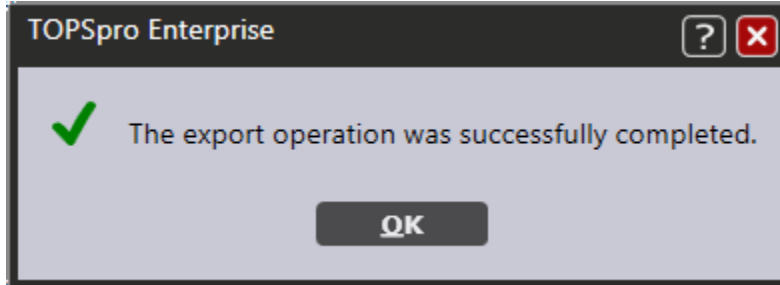 TOPSpro Enterprise
?
The export operation was successfully completed.
OK